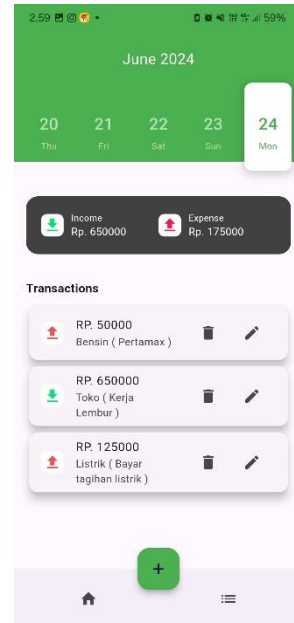 2.59 59%
June 2024
20 21 22 23 24
Thu Fri Sat Sun Mon
Income Expense
Rp. 650000 Rp. 175000
Transactions
RP. 50000
Bensin ( Pertamax )
RP. 650000
Toko ( Kerja
Lembur )
RP. 125000
Listrik ( Bayar
tagihan listrik )
+